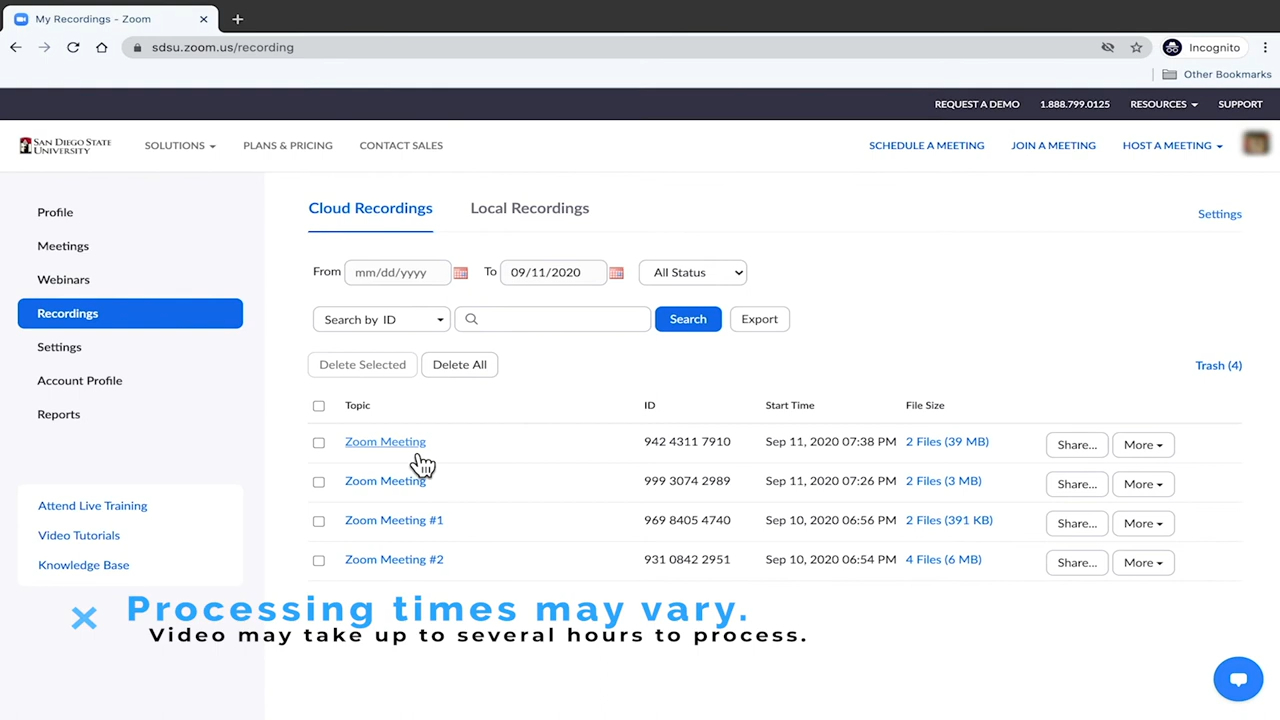 My Recordings - Zoom
sdsu.zoom.us/recording
Incognito
Other Bookmarks
REQUEST A DEMO 1.888.799.0125 RESOURCES SUPPORT
SAN DIEGO STATE
UNIVERSITY
SOLUTIONS PLANS & PRICING CONTACT SALES SCHEDULE A MEETING JOIN A MEETING HOST A MEETING
Profile
Meetings
Webinars
Recordings
Settings
Account Profile
Reports
Attend Live Training
Video Tutorials
Knowledge Base
Cloud Recordings Local Recordings
Settings
From mm/dd/yyyy To 09/11/2020 All Status
Search by ID Search Export
Delete Selected Delete All Trash (4)
Topic ID Start Time File Size
Zoom Meeting 942 4311 7910 Sep 11, 2020 07:38 PM 2 Files (39 MB) Share... More
Zoom Meeting 999 3074 2989 Sep 11, 2020 07:26 PM 2 Files (3 MB) Share... More
Zoom Meeting #1 969 8405 4740 Sep 10, 2020 06:56 PM 2 Files (391 KB) Share... More
Zoom Meeting #2 931 0842 2951 Sep 10, 2020 06:54 PM 4 Files (6 MB) Share... More
Processing times may vary.
Video may take up to several hours to process.